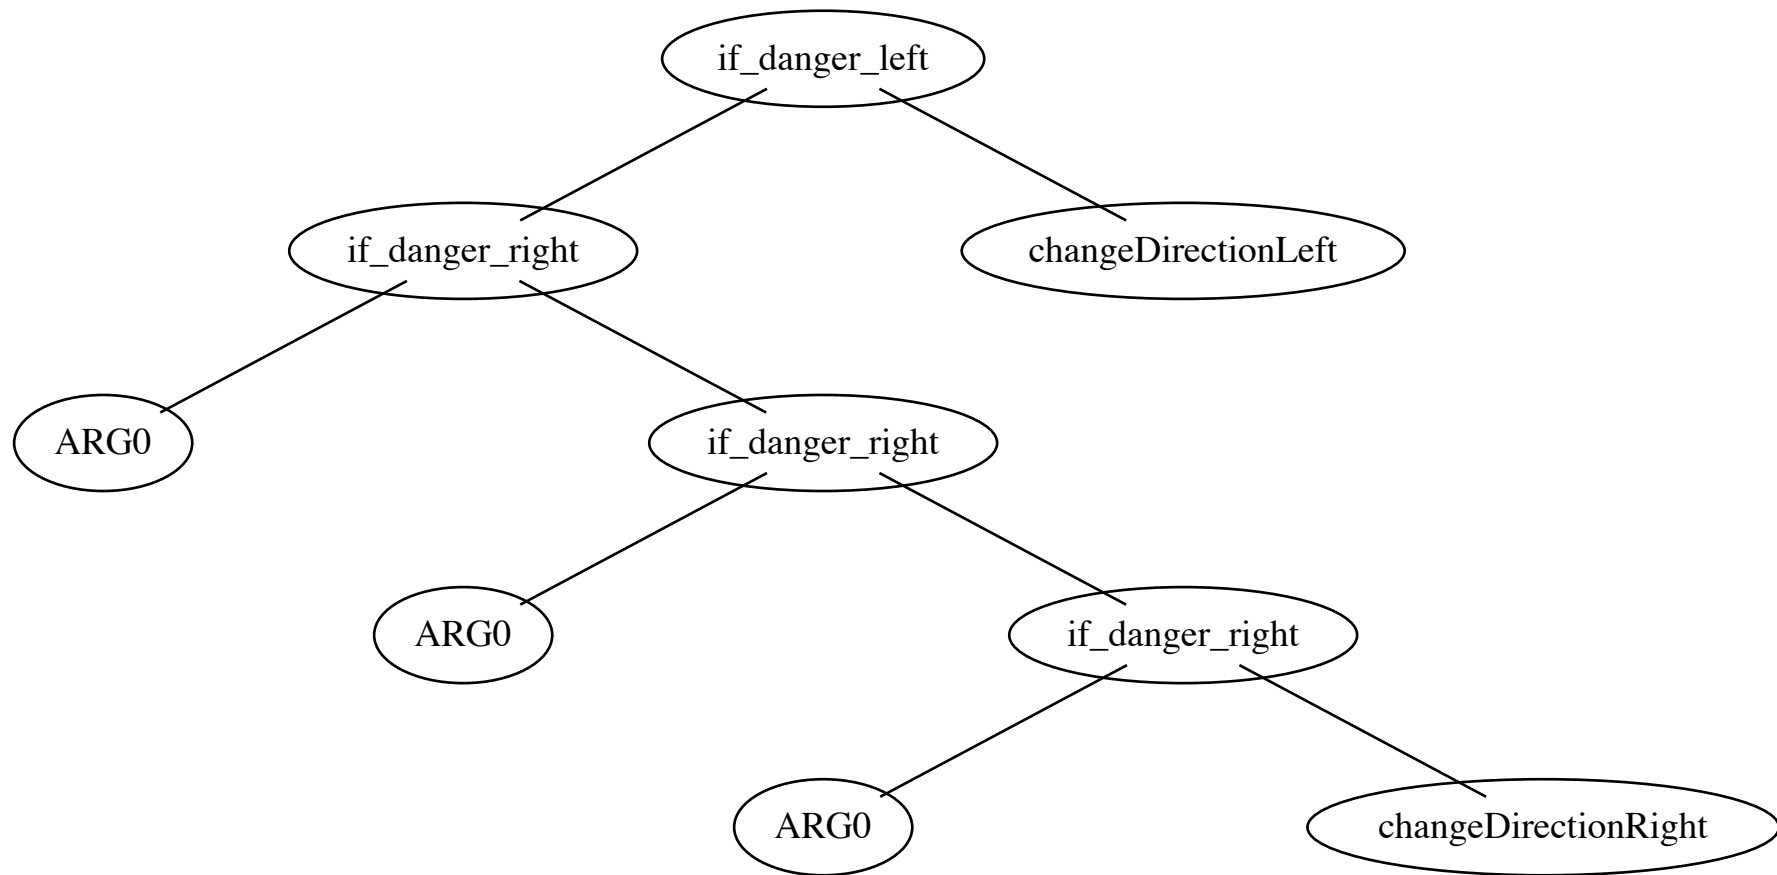 if_danger_left
if_danger_right
changeDirectionLeft
ARG0
if_danger_right
ARG0
if_danger_right
ARG0
changeDirectionRight